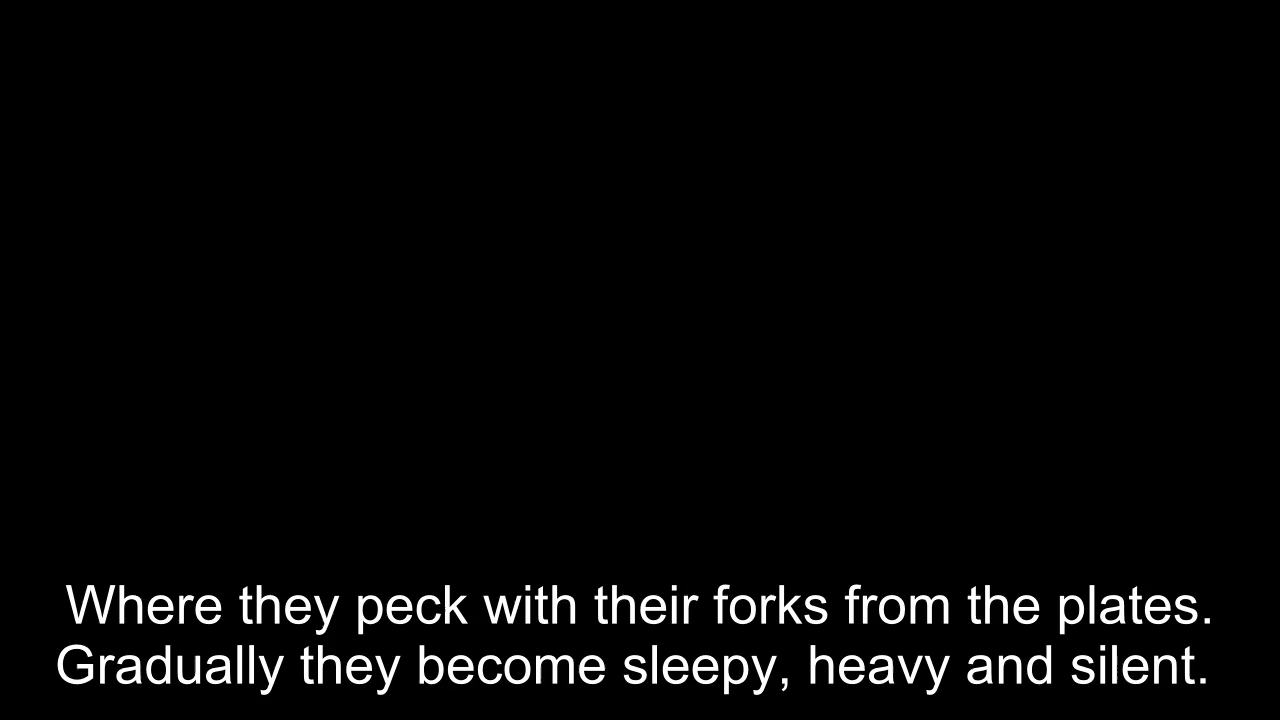 Where they peck with their forks from the plates.
Gradually they become sleepy, heavy and silent.